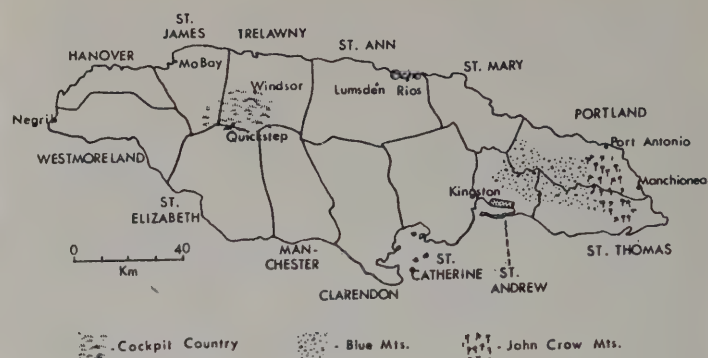 ST.
JAMES
TRELAWNY
ST. ANN
HANOVER
ST. MARY
MoBay
Windsor
Lumsden
Ocho
Rios
PORTLAND
Negril
Port Antonio
Quickstep
WESTMORELAND
Manchioneal
Kingston
ST.
ELIZABETH
0 40
Km
MAN-
CHESTER
ST.
CATHERINE
ST.
ANDREW
ST. THOMAS
CLARENDON
-Cockpit Country
- Blue Mts.
- John Crow Mts.